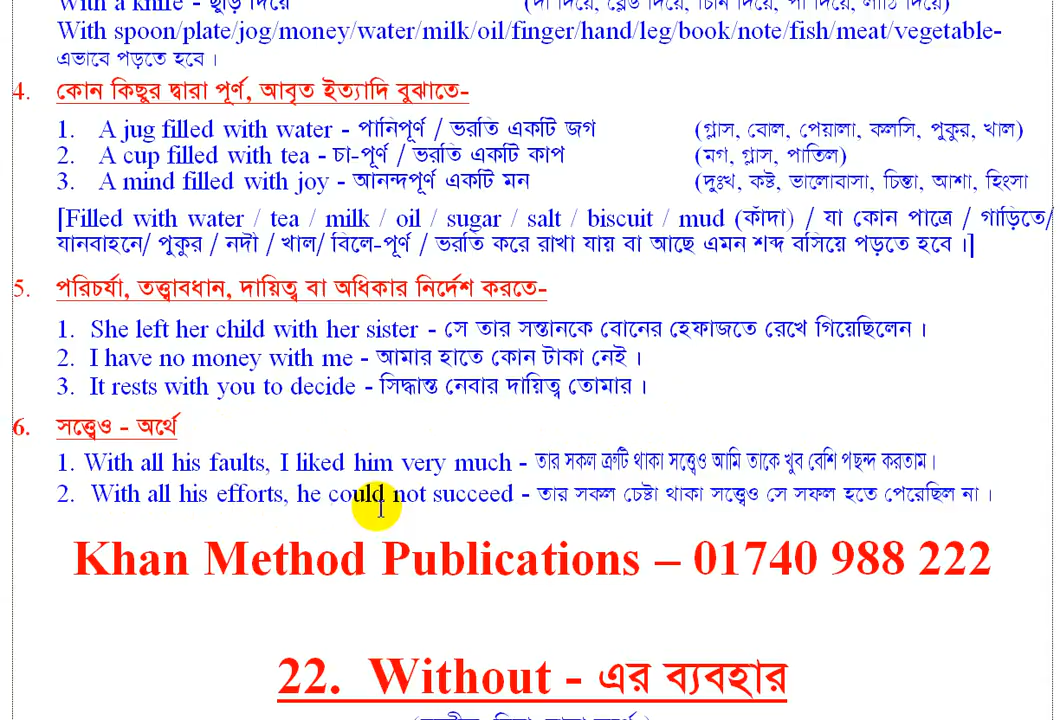 With a knife - ছুড়ি দিয়ে (দা দিয়ে, ব্লেড দিয়ে, চিনি দিয়ে, পা দিয়ে, লাঠি দিয়ে)
With spoon/plate/jog/money/water/milk/oil/finger/hand/leg/book/note/fish/meat/vegetable-
এভাবে পড়তে হবে ।
4. কোন কিছুর দ্বারা পূর্ণ, আবৃত ইত্যাদি বুঝাতে-
1. A jug filled with water - পানিপূর্ণ / ভরতি একটি জগ (গ্লাস, বোল, পেয়ালা, কলসি, পুকুর, খাল)
2. A cup filled with tea - চা-পূর্ণ / ভরতি একটি কাপ (মগ, গ্লাস, পাতিল)
3. A mind filled with joy - আনন্দপূর্ণ একটি মন (দুঃখ, কষ্ট, ভালোবাসা, চিন্তা, আশা, হিংসা
[Filled with water / tea / milk / oil / sugar / salt / biscuit / mud (কাঁদা) / যা কোন পাত্রে / গাড়িতে/
যানবাহনে/ পুকুর / নদী / খাল/ বিলে-পূর্ণ / ভরতি করে রাখা যায় বা আছে এমন শব্দ বসিয়ে পড়তে হবে ।]
5. পরিচর্যা, তত্ত্বাবধান, দায়িত্ব বা অধিকার নির্দেশ করতে-
1. She left her child with her sister - সে তার সন্তানকে বোনের হেফাজতে রেখে গিয়েছিলেন ।
2. I have no money with me - আমার হাতে কোন টাকা নেই ।
3. It rests with you to decide - সিদ্ধান্ত নেবার দায়িত্ব তোমার ।
6. সত্ত্বেও - অর্থে
1. With all his faults, I liked him very much - তার সকল ত্রুটি থাকা সত্ত্বেও আমি তাকে খুব বেশি পছন্দ করতাম।
2. With all his efforts, he could not succeed - তার সকল চেষ্টা থাকা সত্ত্বেও সে সফল হতে পেরেছিল না ।
Khan Method Publications – 01740 988 222
22. Without - এর ব্যবহার